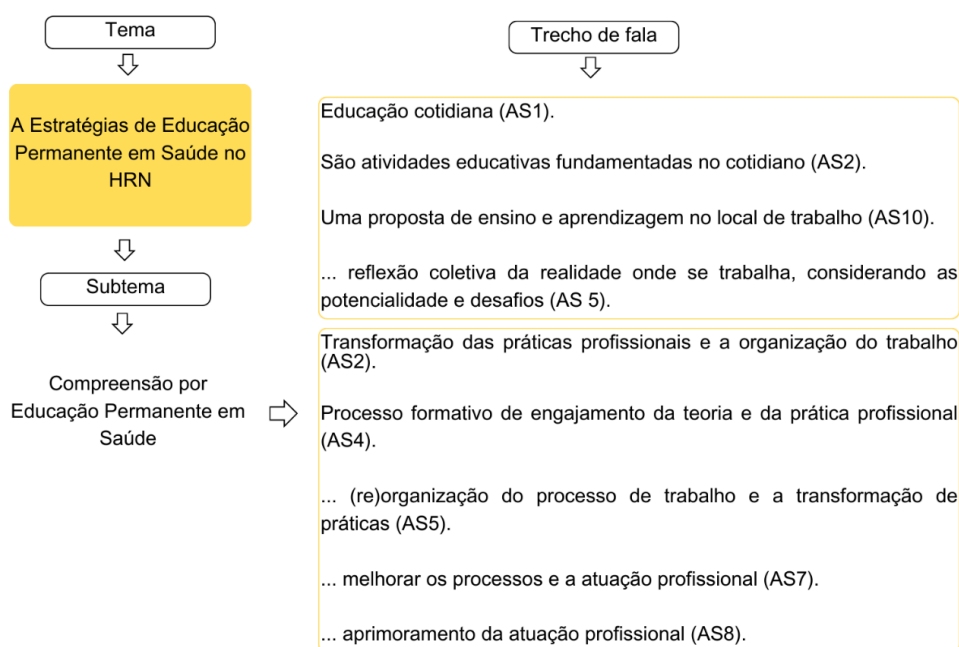 Tema
A Estratégias de Educação
Permanente em Saúde no
HRN
Subtema
Compreensão por
Educação Permanente em
Saúde
Trecho de fala
Educação cotidiana (AS1).
São atividades educativas fundamentadas no cotidiano (AS2).
Uma proposta de ensino e aprendizagem no local de trabalho (AS10).
... reflexão coletiva da realidade onde se trabalha, considerando as
potencialidade e desafios (AS 5).
Transformação das práticas profissionais e a organização do trabalho
(AS2).
Processo formativo de engajamento da teoria e da prática profissional
(AS4).
... (re)organização do processo de trabalho e a transformação de
práticas (AS5).
... melhorar os processos e a atuação profissional (AS7).
... aprimoramento da atuação profissional (AS8).